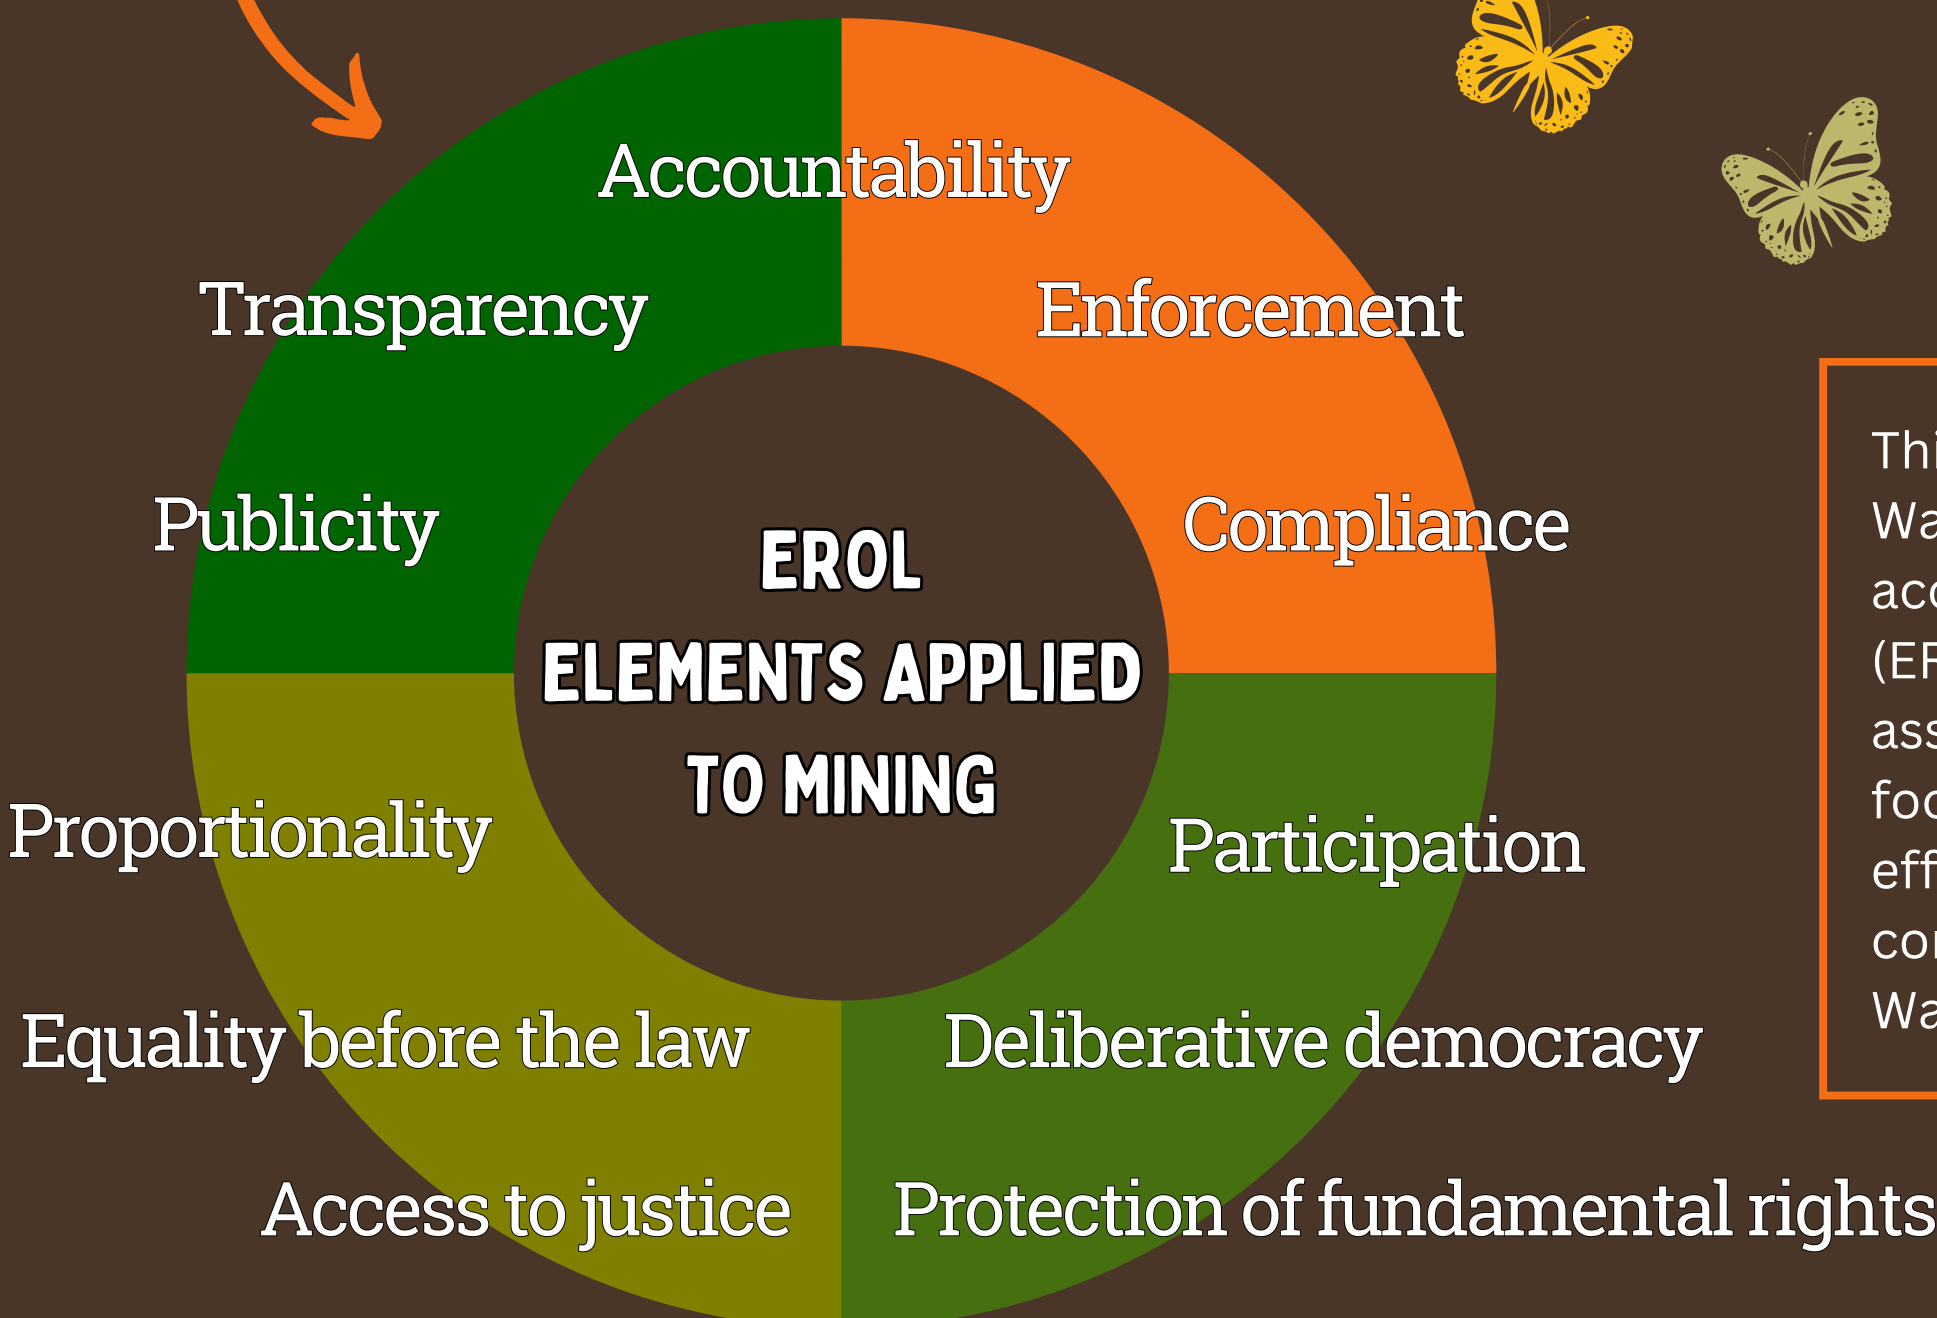 Accountability
Transparency
Enforcement
Publicity
Compliance
EROL
ELEMENTS APPLIED
TO MINING
Proportionality
Participation
Equality before the law
Deliberative democracy
Access to justice
Protection of fundamental rights